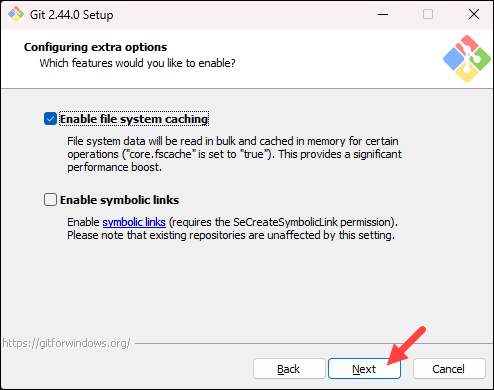 Git 2.44.0 Setup
Configuring extra options
Which features would you like to enable?
Enable file system caching
File system data will be read in bulk and cached in memory for certain
operations ("core.fscache" is set to "true"). This provides a significant
performance boost.
Enable symbolic links
Enable symbolic links (requires the SeCreateSymbolicLink permission).
Please note that existing repositories are unaffected by this setting.
https://gitforwindows.org/
Back
Next
Cancel